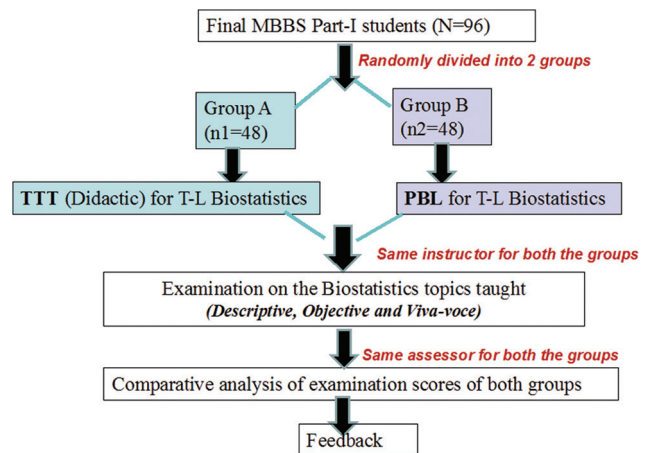 Final MBBS Part-I students (N=96)
Randomly divided into 2 groups
Group A
(n1=48)
Group B
(n2=48)
TTT (Didactic) for T-L Biostatistics
PBL for T-L Biostatistics
Same instructor for both the groups
Examination on the Biostatistics topics taught
(Descriptive, Objective and Viva-voce)
Same assessor for both the groups
Comparative analysis of examination scores of both groups
Feedback